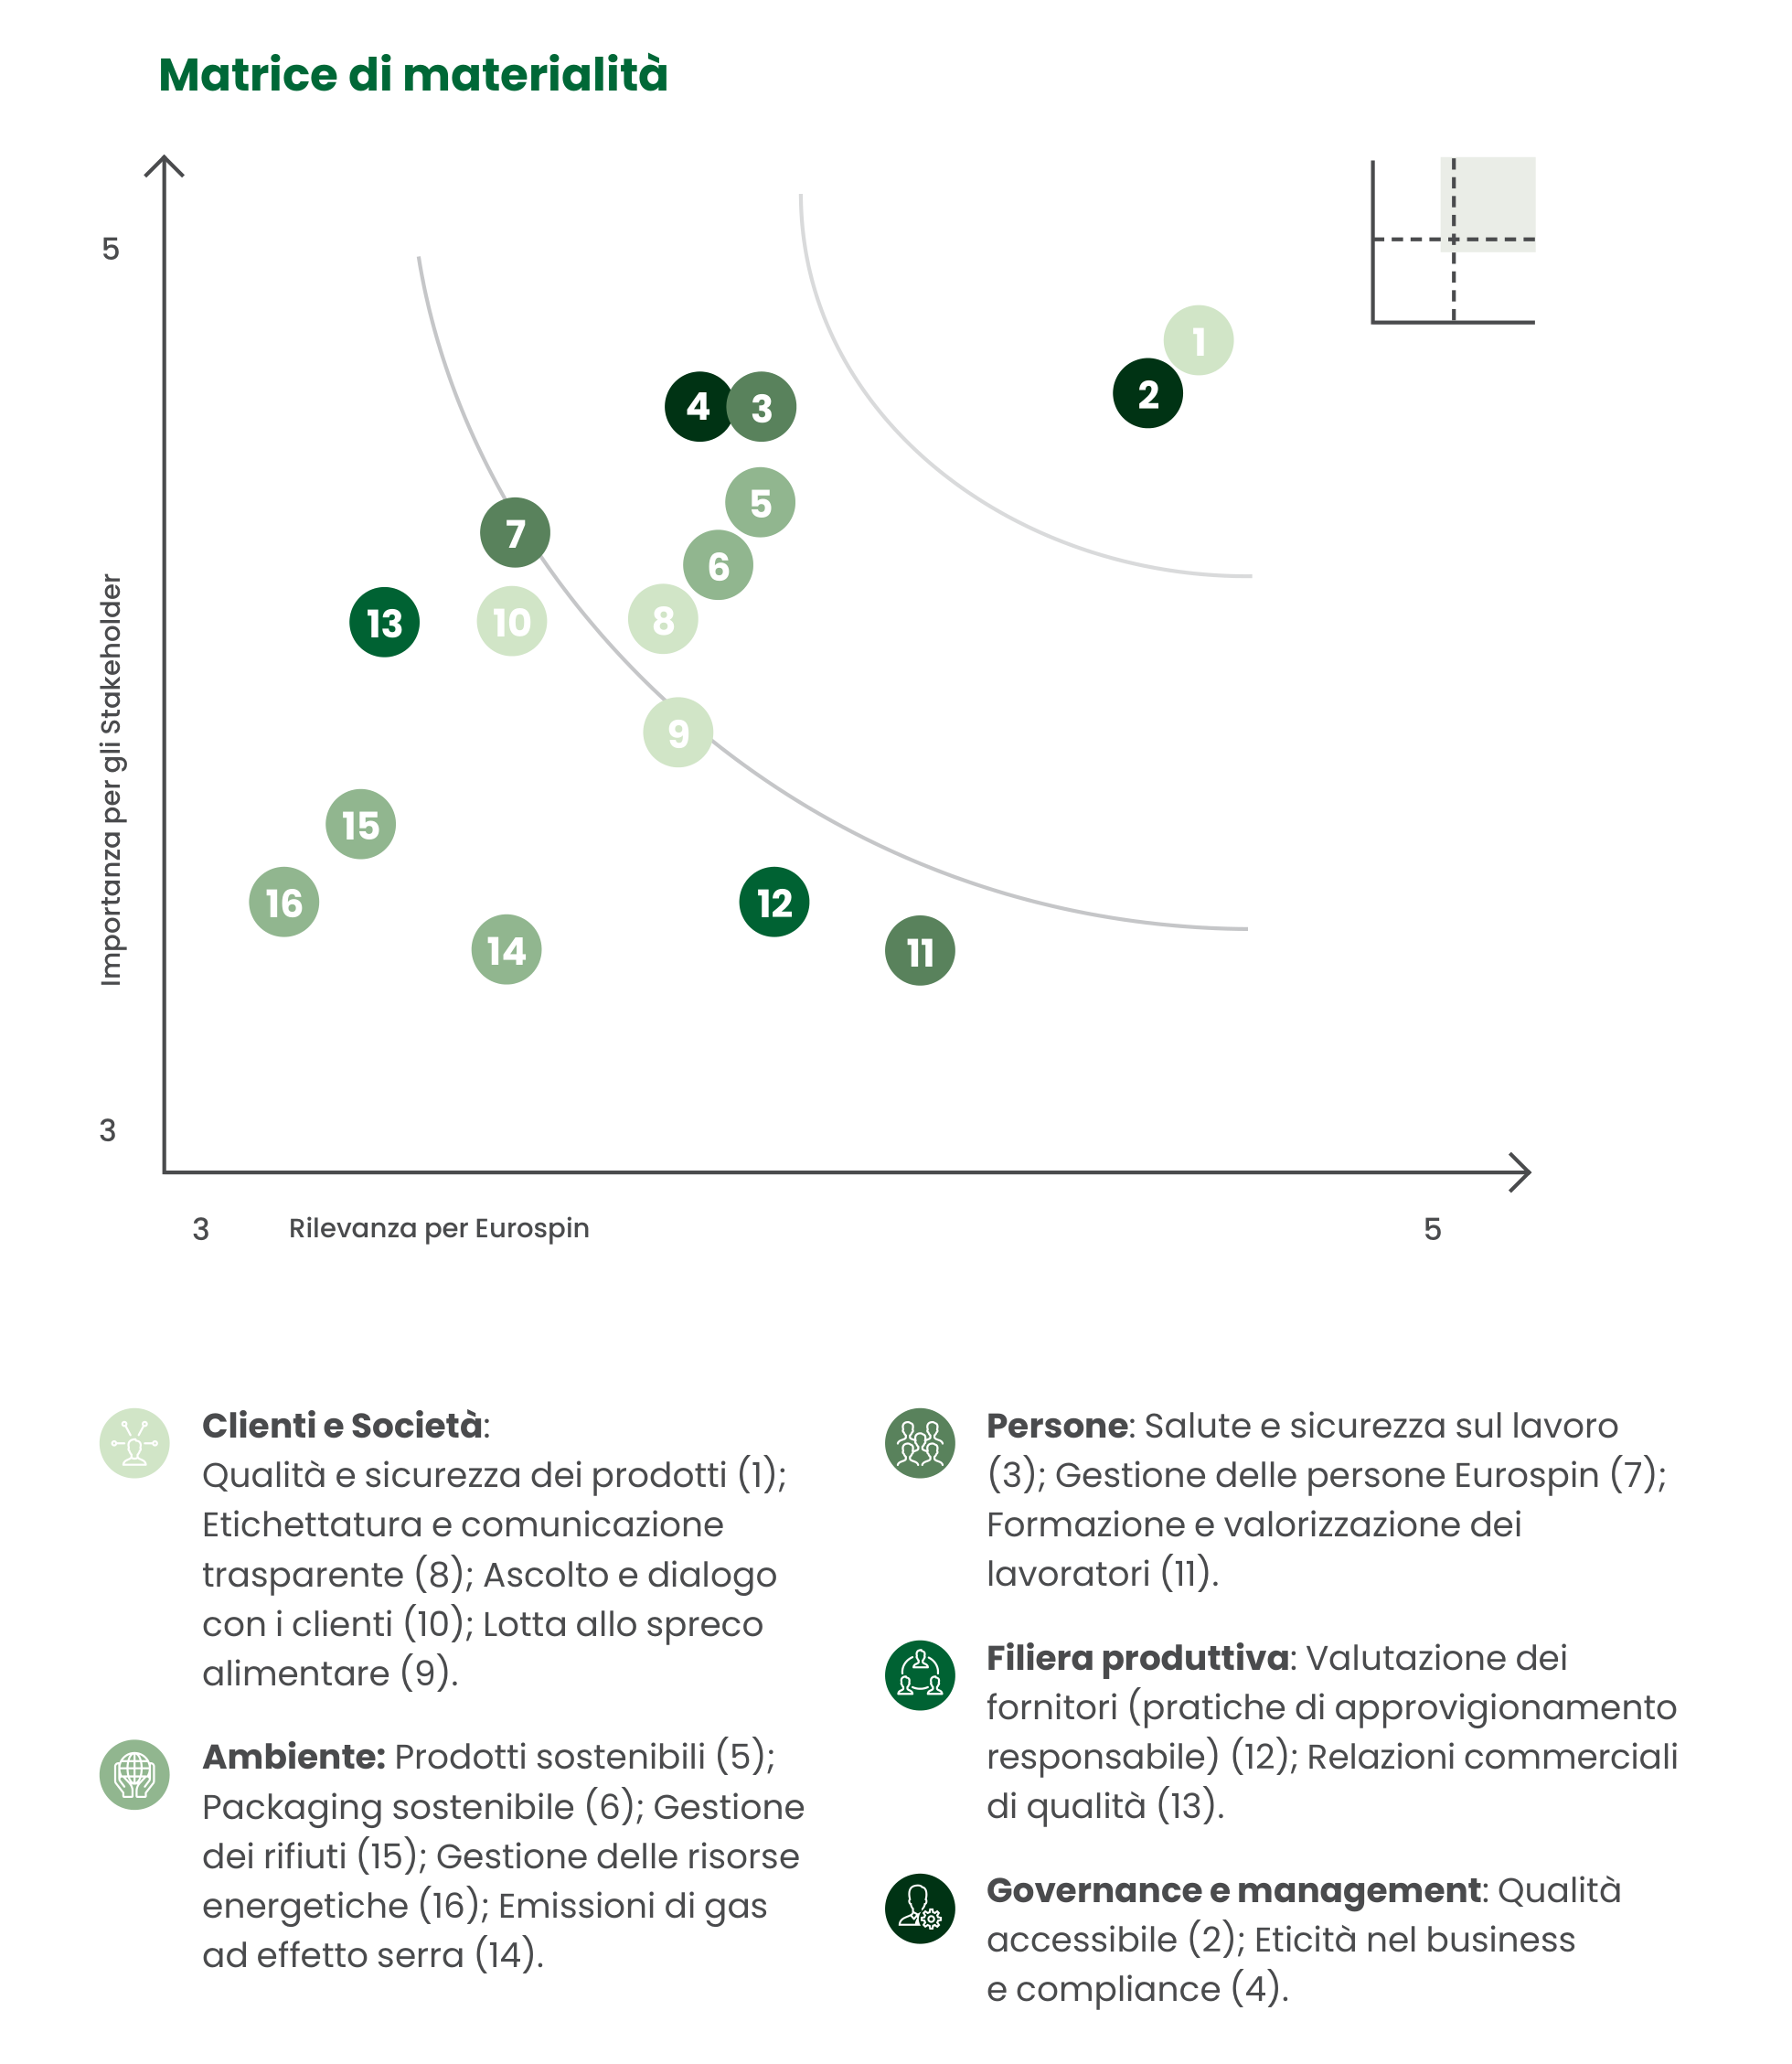 Matrice di materialità
5
1
2
4
3
5
7
6
8
13
10
9
15
16
12
14
11
Importanza per gli Stakeholder
3
3
Rilevanza per Eurospin
5
Clienti e Società:
Qualità e sicurezza dei prodotti (1);
Etichettatura e comunicazione
trasparente (8); Ascolto e dialogo
con i clienti (10); Lotta allo spreco
alimentare (9).
Ambiente: Prodotti sostenibili (5);
Packaging sostenibile (6); Gestione
dei rifiuti (15); Gestione delle risorse
energetiche (16); Emissioni di gas
ad effetto serra (14).
Persone: Salute e sicurezza sul lavoro
(3); Gestione delle persone Eurospin (7);
Formazione e valorizzazione dei
lavoratori (11).
Filiera produttiva: Valutazione dei
fornitori (pratiche di approvigionamento
responsabile) (12); Relazioni commerciali
di qualità (13).
Governance e management: Qualità
accessibile (2); Eticità nel business
e compliance (4).